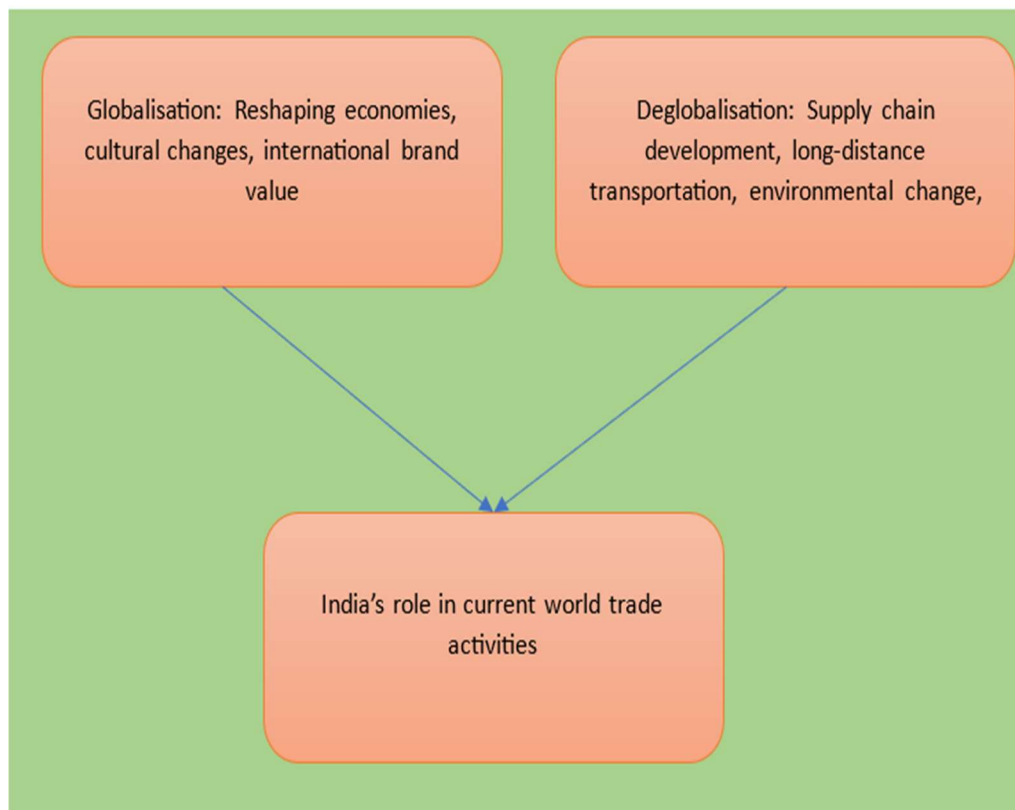 Globalisation: Reshaping economies,
cultural changes, international brand
value
Deglobalisation: Supply chain
development, long-distance
transportation, environmental change,
India’s role in current world trade
activities